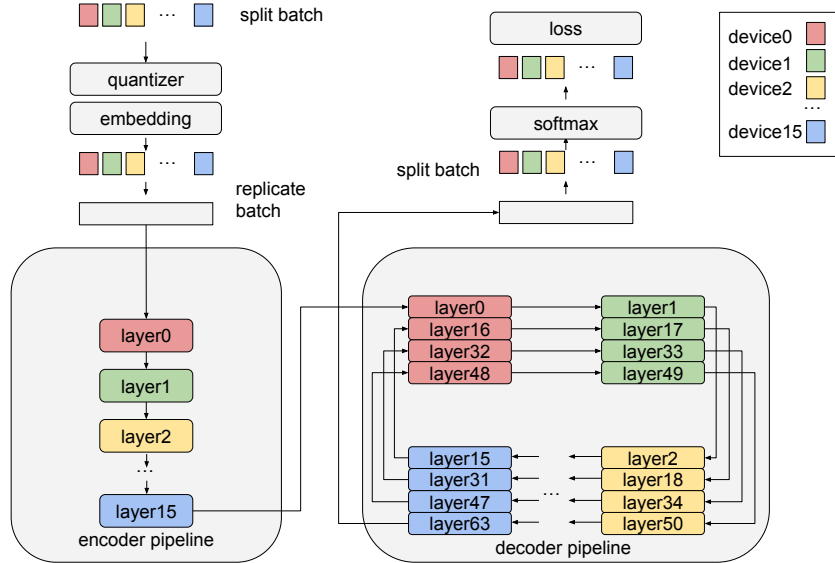 split batch
...
quantizer
embedding
...
replicate
batch
layer0
layer1
layer2
...
layer15
encoder pipeline
loss
...
softmax
split batch
...
layer0
layer16
layer32
layer48
layer1
layer17
layer33
layer49
layer15
layer31
layer47
layer63
...
layer2
layer18
layer34
layer50
decoder pipeline
device0
device1
device2
...
device15